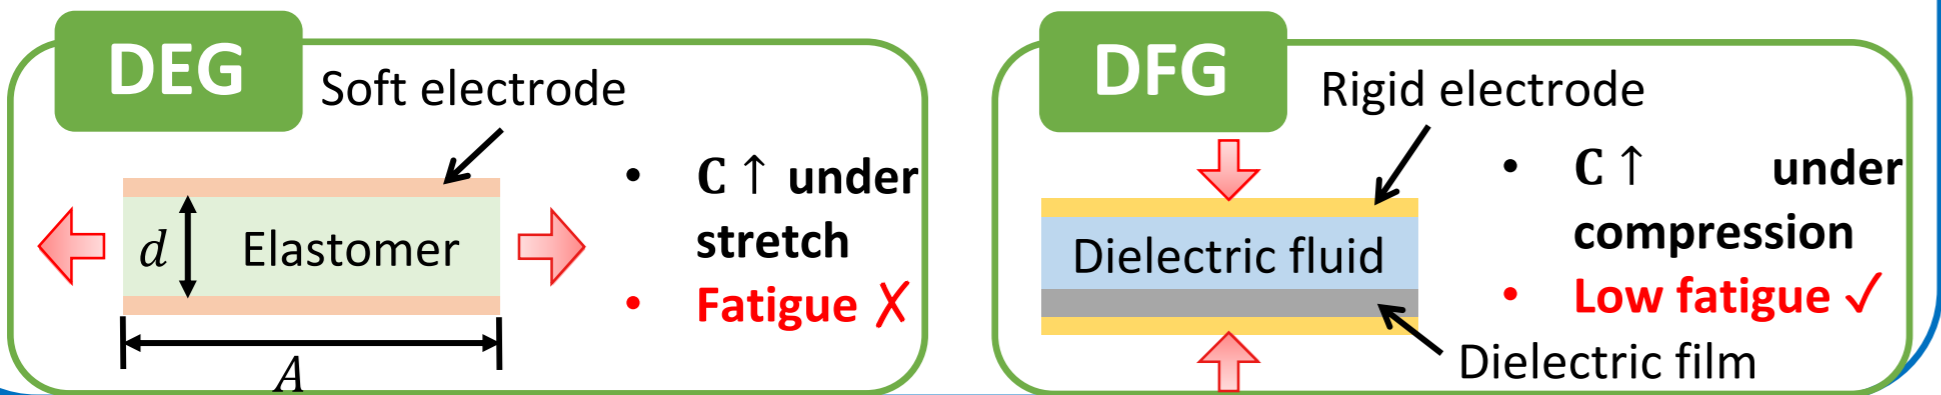 DEG
Soft electrode
d
Elastomer
A
• C ↑ under
stretch
• Fatigue ✗
DFG
Rigid electrode
Dielectric fluid
Dielectric film
• C ↑ under
compression
• Low fatigue ✓